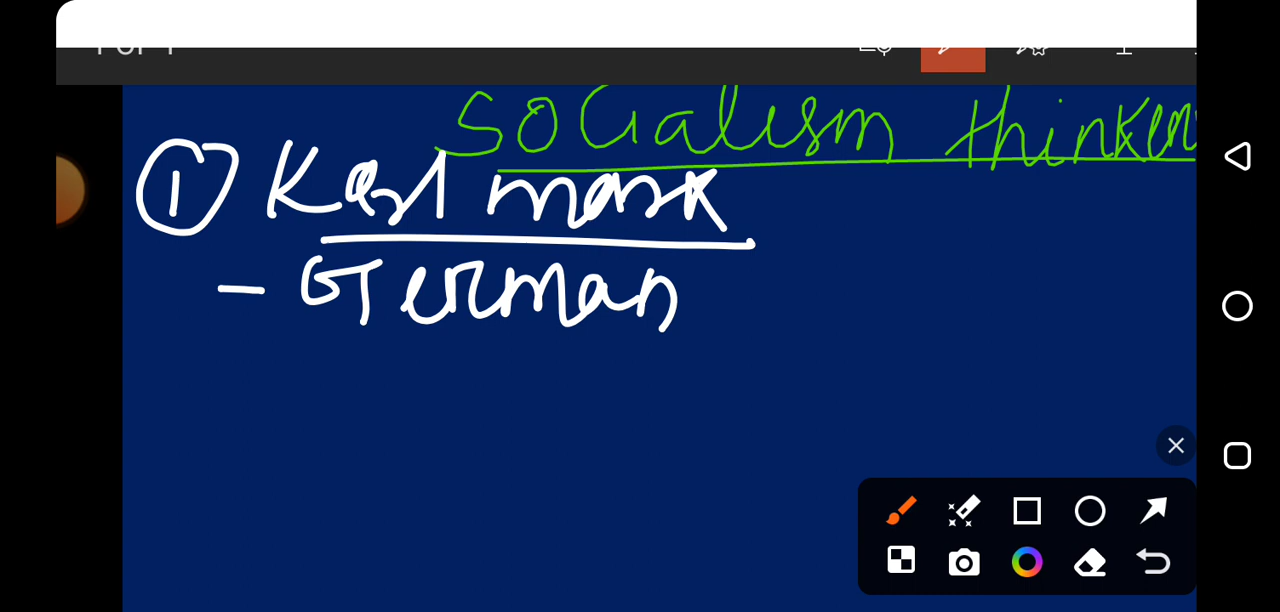 Socialism thinker
① Karl marx
- German